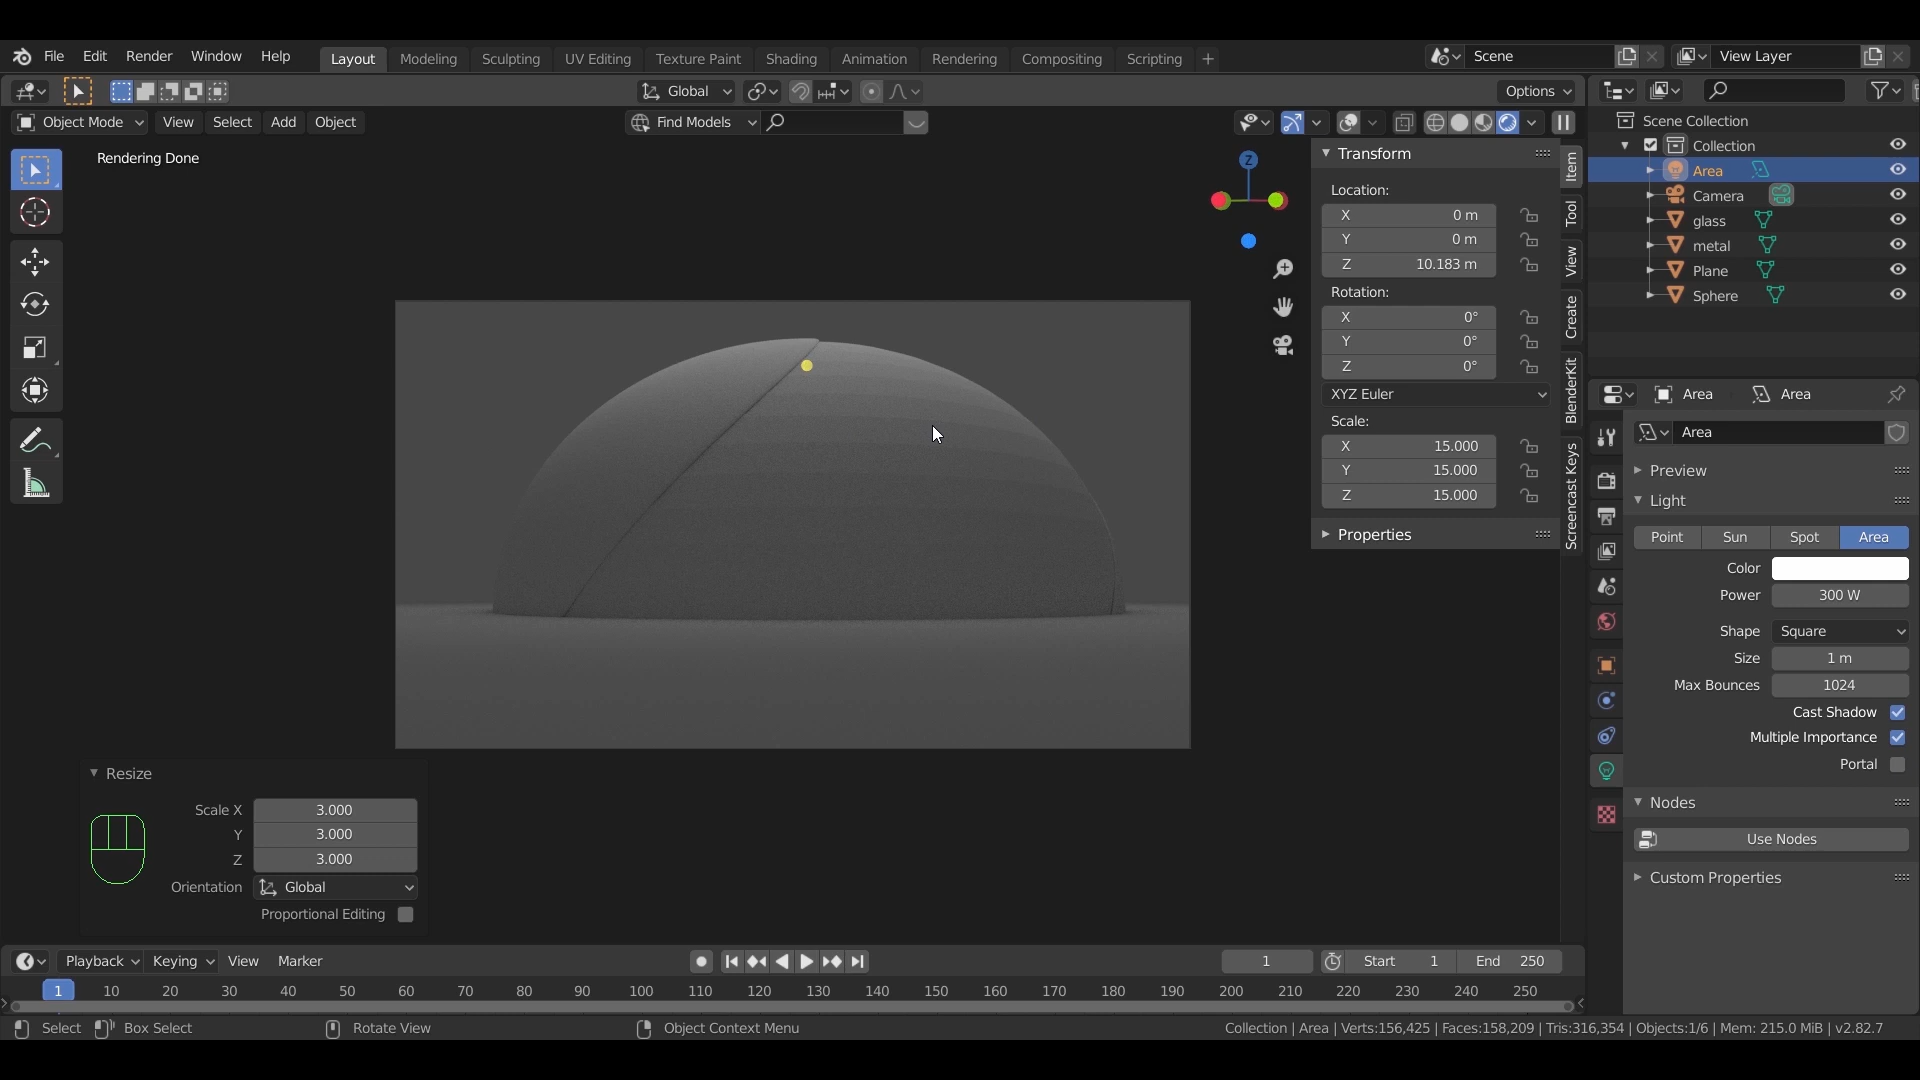 File Edit Render Window Help Layout Modeling Sculpting UV Editing Texture Paint Shading Animation Rendering Compositing Scripting + Scene View Layer
Global Options
Object Mode View Select Add Object Find Models
Rendering Done
Z
Transform
Location:
X 0 m
Y 0 m
Z 10.183 m
Rotation:
X 0°
Y 0°
Z 0°
XYZ Euler
Scale:
X 15.000
Y 15.000
Z 15.000
Properties
Item
Tool
View
Create
BlenderKit
Screencast Keys
Scene Collection
Collection
Area
Camera
glass
metal
Plane
Sphere
Area Area
Area
Preview
Light
Point Sun Spot Area
Color
Power 300 W
Shape Square
Size 1 m
Max Bounces 1024
Cast Shadow
Multiple Importance
Portal
Nodes
Use Nodes
Custom Properties
Resize
Scale X 3.000
Y 3.000
Z 3.000
Orientation Global
Proportional Editing
Playback Keying View Marker 1 Start 1 End 250
1 10 20 30 40 50 60 70 80 90 100 110 120 130 140 150 160 170 180 190 200 210 220 230 240 250
Select Box Select Rotate View Object Context Menu Collection | Area | Verts:156,425 | Faces:158,209 | Tris:316,354 | Objects:1/6 | Mem: 215.0 MiB | v2.82.7